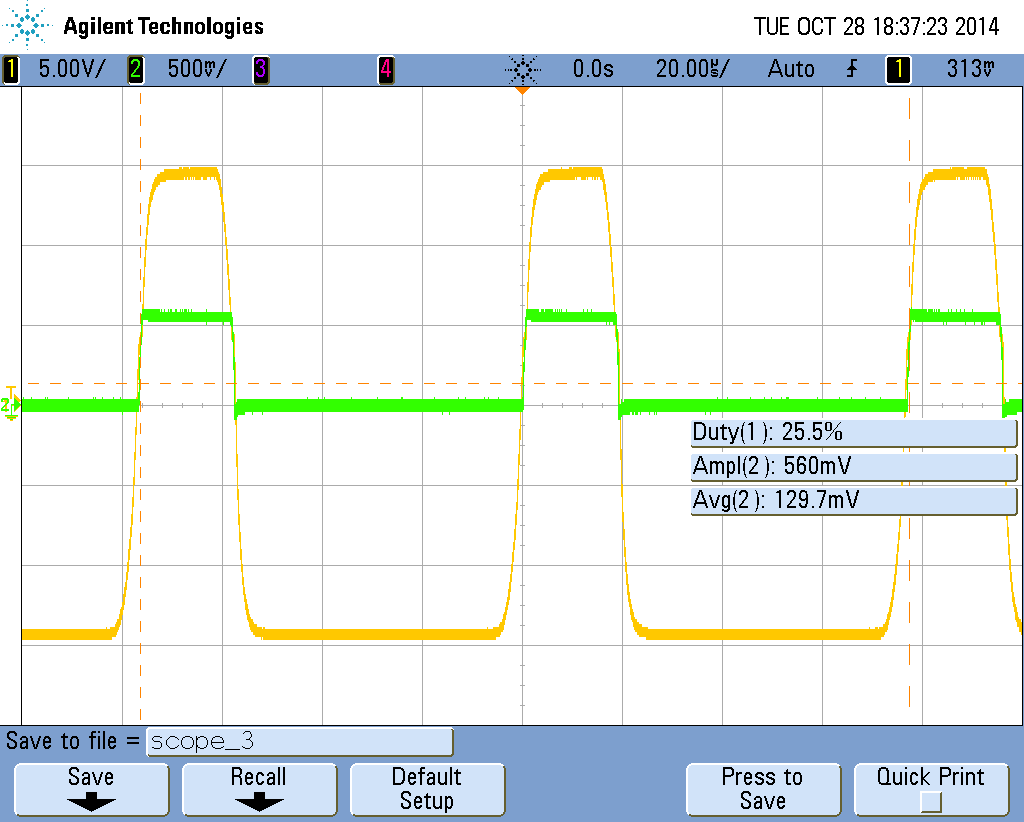 Agilent Technologies TUE OCT 28 18:37:23 2014
1 5.00V/ 2 500mV/ 3 4 0.0s 20.00us/ Auto 1 313mV
T
2
Duty(1): 25.5%
Ampl(2): 560mV
Avg(2): 129.7mV
Save to file = scope_3
Save Recall Default Setup Press to Save Quick Print